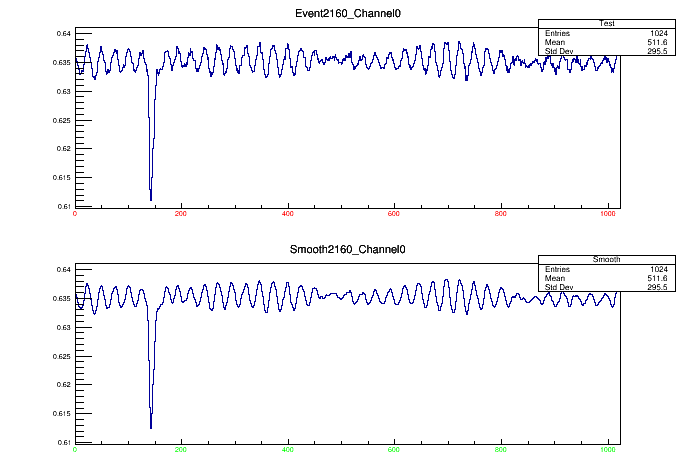 Event2160_Channel0
Test
Entries 1024
Mean 511.6
Std Dev 295.5
0.64
0.635
0.63
0.625
0.62
0.615
0.61
0 200 400 600 800 1000
Smooth2160_Channel0
Smooth
Entries 1024
Mean 511.6
Std Dev 295.5
0.64
0.635
0.63
0.625
0.62
0.615
0.61
0 200 400 600 800 1000